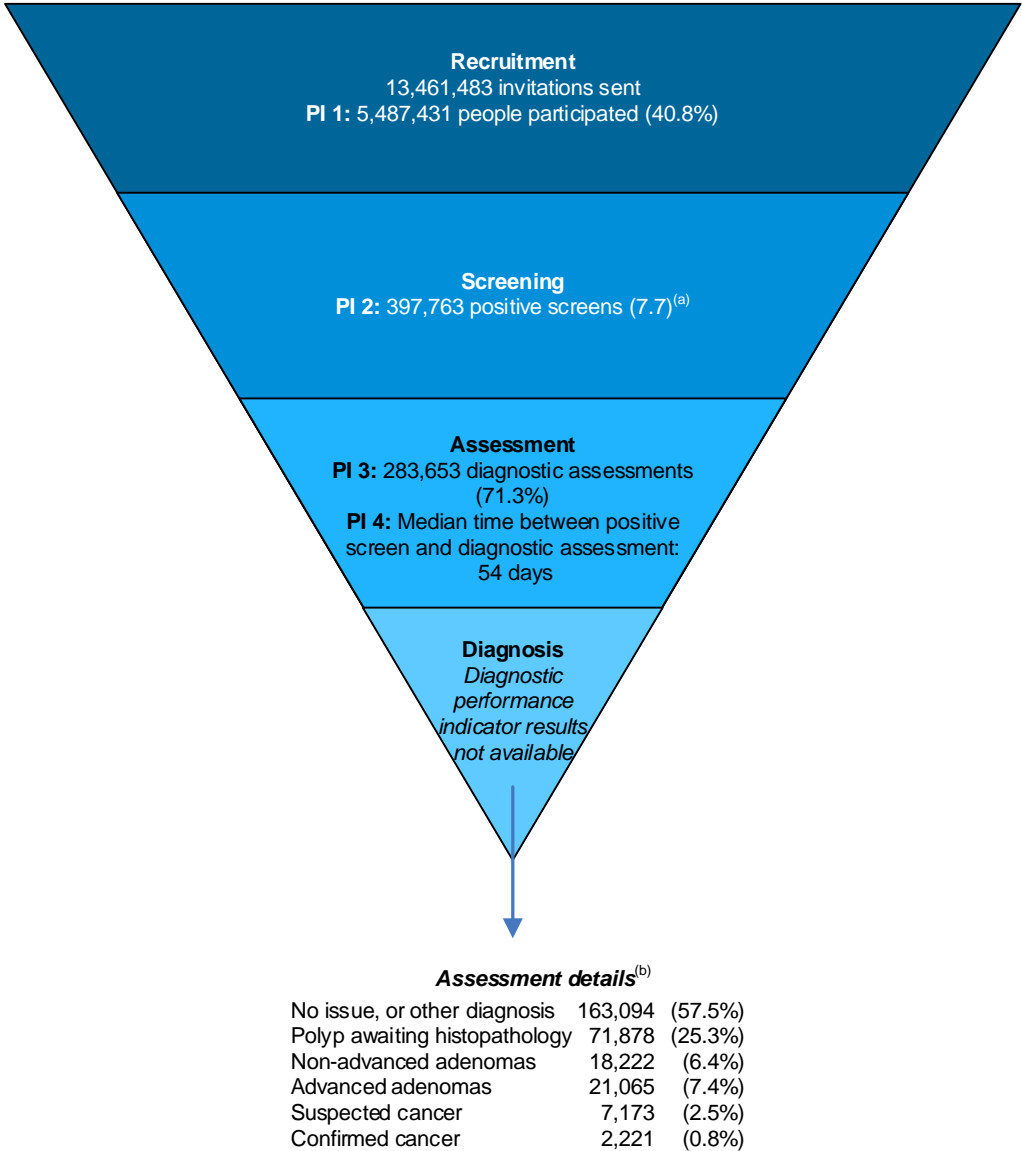 Recruitment
13,461,483 invitations sent
PI 1: 5,487,431 people participated (40.8%)
Screening
PI 2: 397,763 positive screens (7.7)(a)
Assessment
PI 3: 283,653 diagnostic assessments
(71.3%)
PI 4: Median time between positive
screen and diagnostic assessment:
54 days
Diagnosis
Diagnostic
performance
indicator results
not available
Assessment details(b)
No issue, or other diagnosis 163,094 (57.5%)
Polyp awaiting histopathology 71,878 (25.3%)
Non-advanced adenomas 18,222 (6.4%)
Advanced adenomas 21,065 (7.4%)
Suspected cancer 7,173 (2.5%)
Confirmed cancer 2,221 (0.8%)